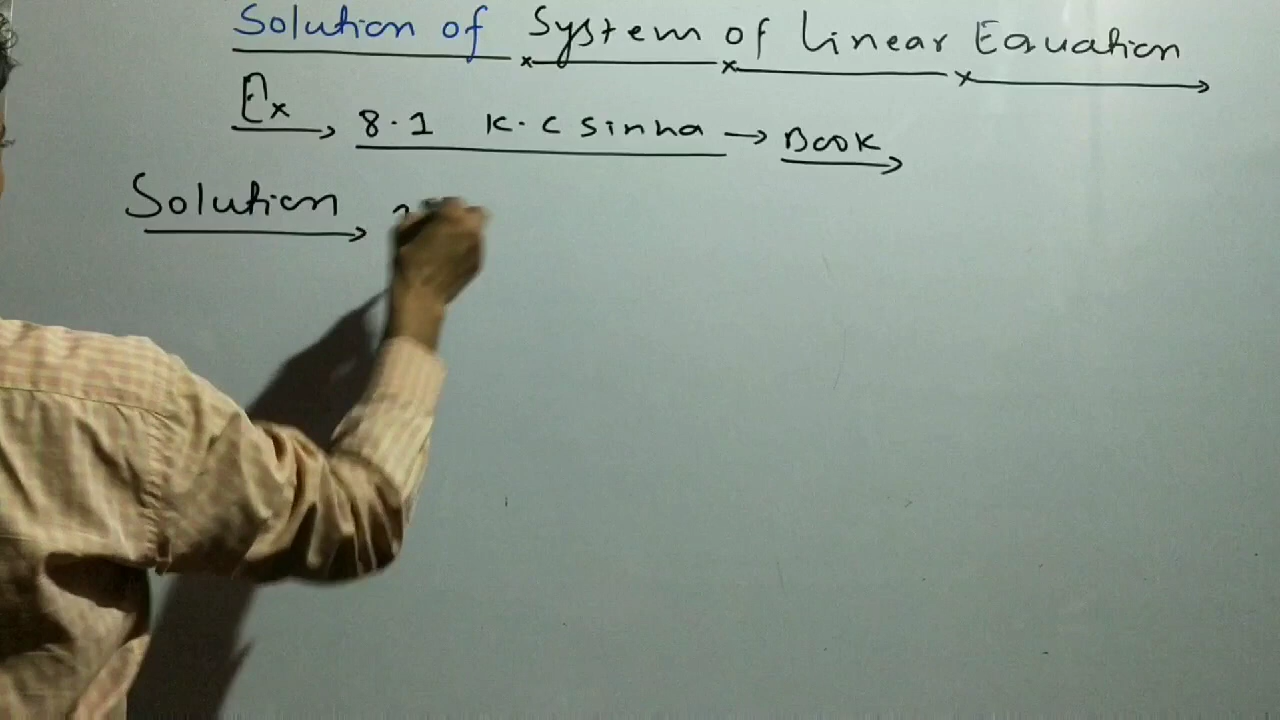 Solution of System of Linear Equation
Ex 8.1 K.C Sinha → Book
Solution